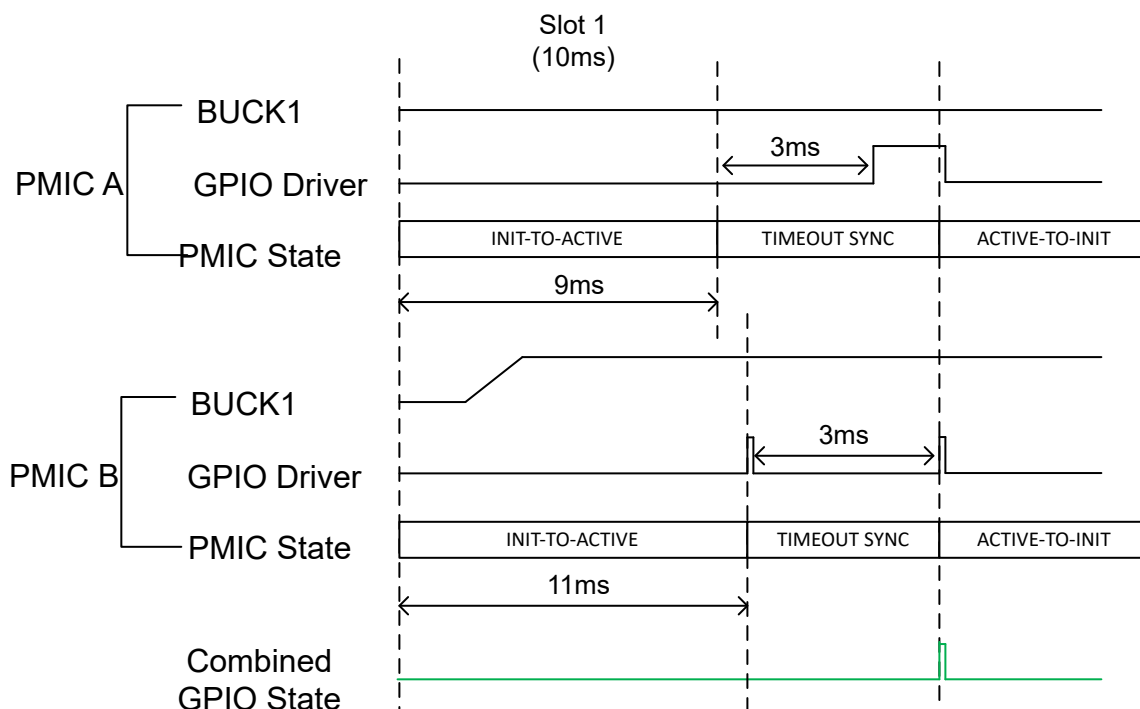 Slot 1
(10ms)
BUCK1
3ms
PMIC A
GPIO Driver
PMIC State
INIT-TO-ACTIVE
TIMEOUT SYNC
ACTIVE-TO-INIT
9ms
BUCK1
3ms
PMIC B
GPIO Driver
PMIC State
INIT-TO-ACTIVE
TIMEOUT SYNC
ACTIVE-TO-INIT
11ms
Combined
GPIO State